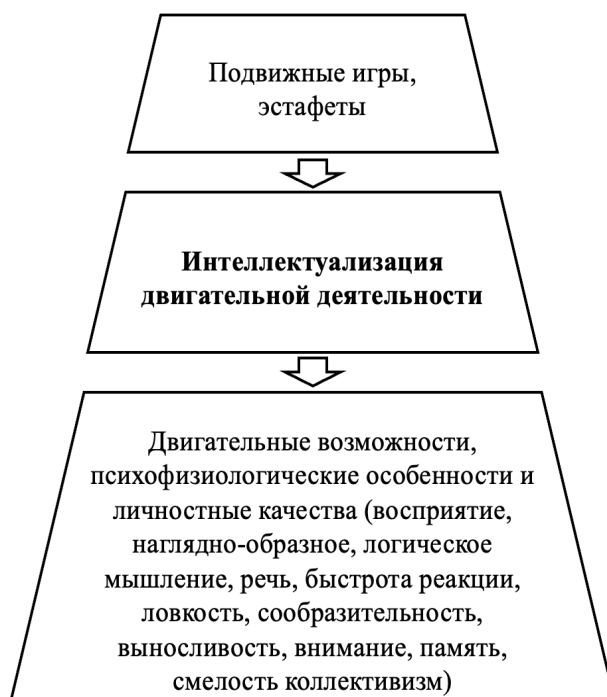 Подвижные игры,
эстафеты
Интеллектуализация
двигательной деятельности
Двигательные возможности,
психофизиологические особенности и
личностные качества (восприятие,
наглядно-образное, логическое
мышление, речь, быстрота реакции,
ловкость, сообразительность,
выносливость, внимание, память,
смелость коллективизм)